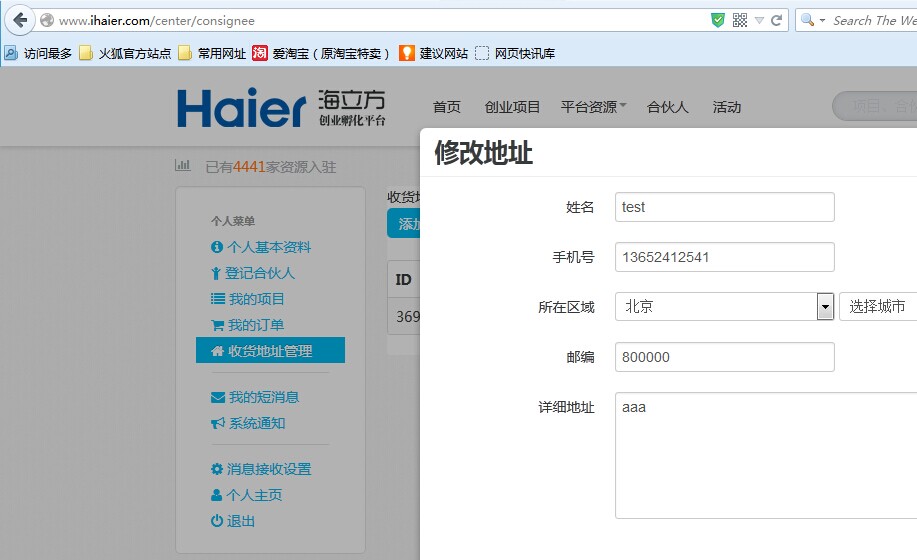 www.ihaier.com/center/consignee
Search The We
访问最多 火狐官方站点 常用网址 爱淘宝（原淘宝特卖） 建议网站 网页快讯库
Haier 海立方
创业孵化平台
首页 创业项目 平台资源 合伙人 活动
项目，合伙
已有4441家资源入驻
修改地址
个人菜单
个人基本资料
登记合伙人
我的项目
我的订单
收货地址管理
我的短消息
系统通知
消息接收设置
个人主页
退出
收货地
添加
ID
369
姓名 test
手机号 13652412541
所在区域 北京 选择城市
邮编 800000
详细地址 aaa